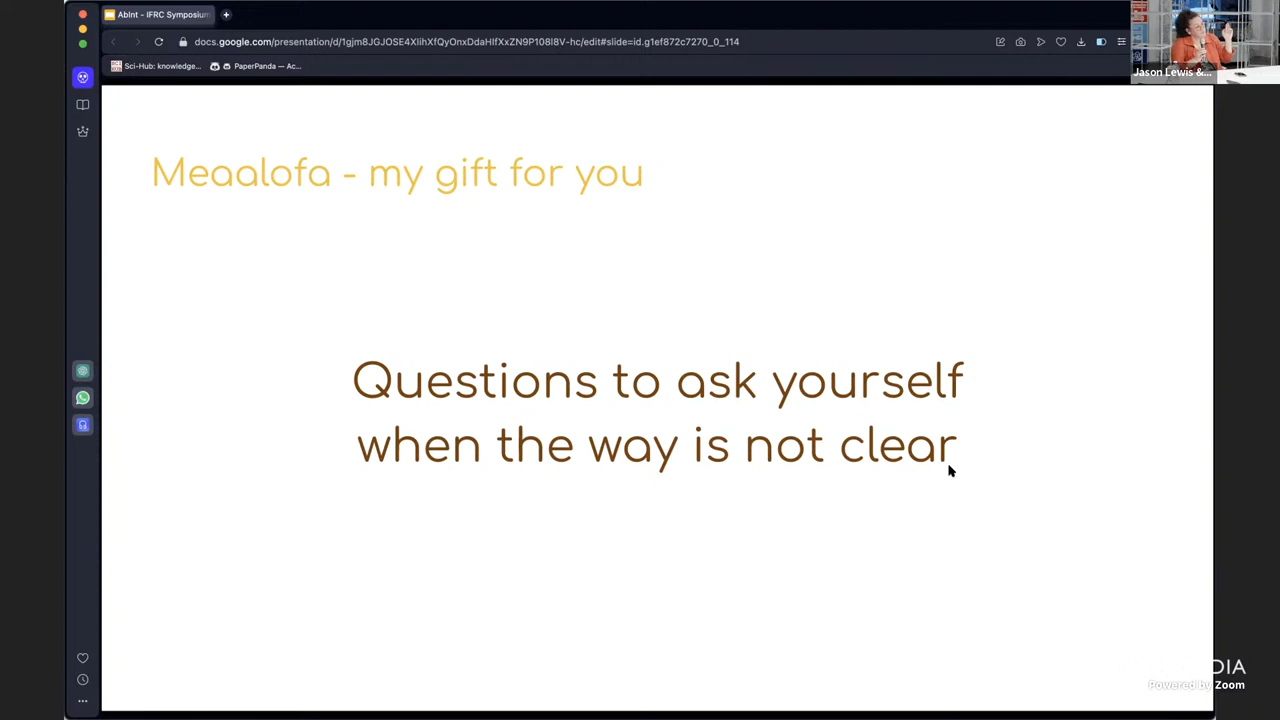 AbInt - IFRC Symposium
docs.google.com/presentation/d/1gjm8JGJOSE4XIihXfQyOnxDdaHIfXxZN9P108I8V-hc/edit#slide=id.g1ef872c7270_0_114
Sci-Hub: knowledge...
PaperPanda — Ac...
Jason Lewis &...
Meaalofa - my gift for you
Questions to ask yourself
when the way is not clear
DIA
Powered by Zoom